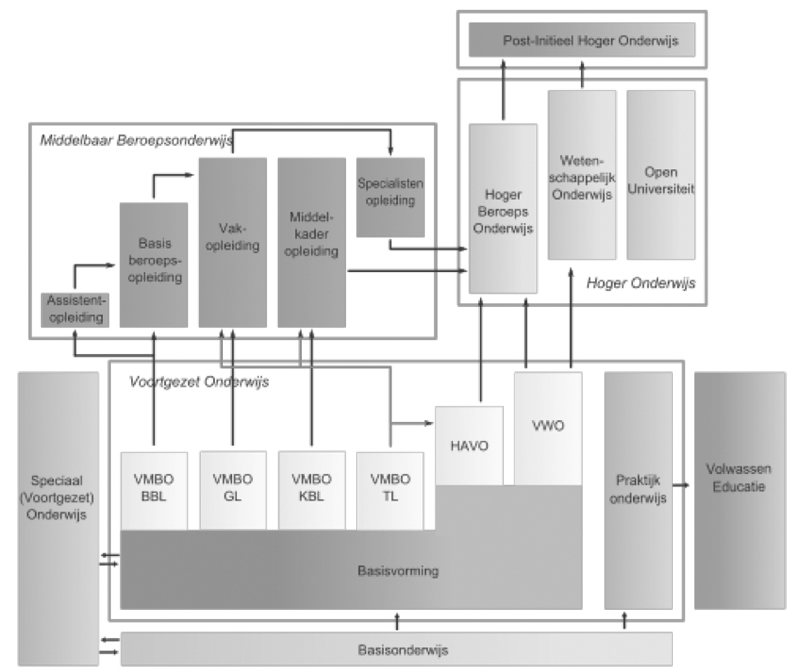 Post-Initieel Hoger Onderwijs
Middelbaar Beroepsonderwijs
Specialisten
opleiding
Vak-
opleiding
Middel-
kader
opleiding
Basis
beroeps-
opleiding
Assistent-
opleiding
Hoger
Beroeps
Onderwijs
Weten-
schappelijk
Onderwijs
Open
Universiteit
Hoger Onderwijs
Voortgezet Onderwijs
Speciaal
(Voortgezet)
Onderwijs
VMBO
BBL
VMBO
GL
VMBO
KBL
VMBO
TL
HAVO
VWO
Praktijk
onderwijs
Volwassen
Educatie
Basisvorming
Basisonderwijs